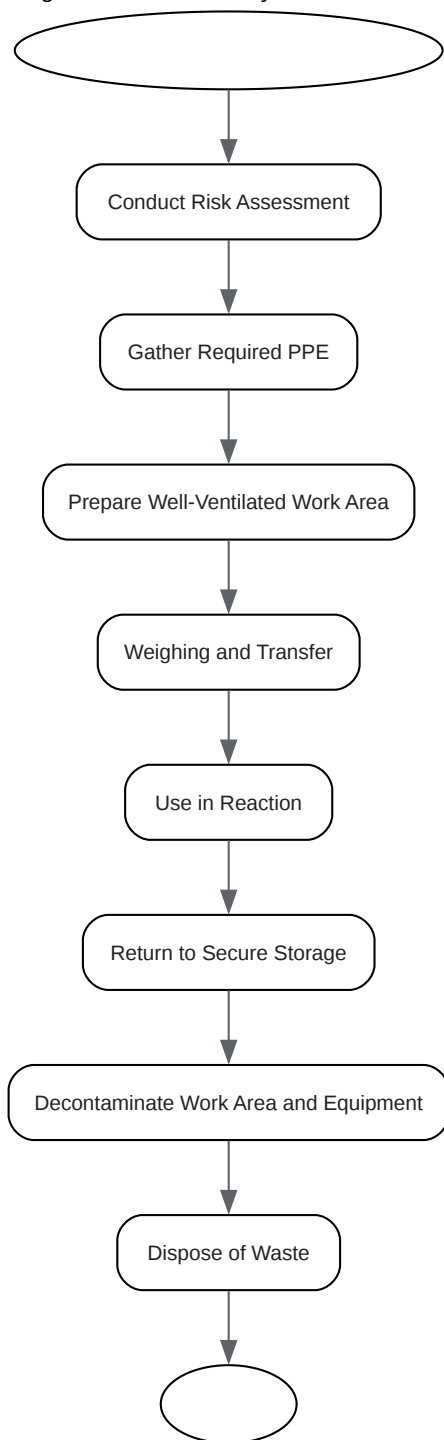 Conduct Risk Assessment
Gather Required PPE
Prepare Well-Ventilated Work Area
Weighing and Transfer
Use in Reaction
Return to Secure Storage
Decontaminate Work Area and Equipment
Dispose of Waste